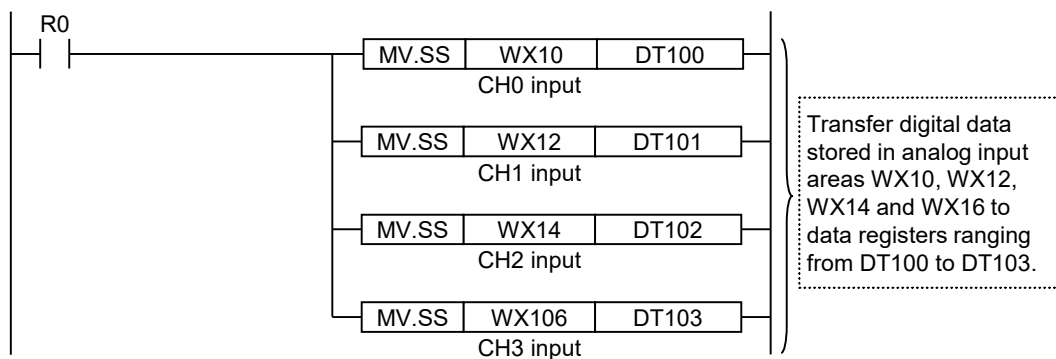 R0
MV.SS WX10 DT100
CH0 input
MV.SS WX12 DT101
CH1 input
MV.SS WX14 DT102
CH2 input
MV.SS WX106 DT103
CH3 input
Transfer digital data
stored in analog input
areas WX10, WX12,
WX14 and WX16 to
data registers ranging
from DT100 to DT103.